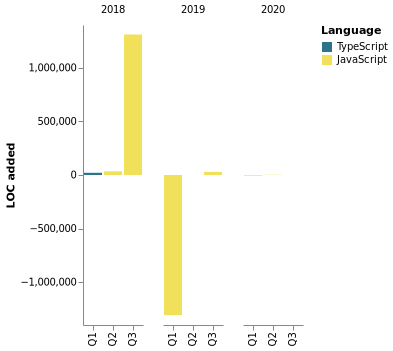 2018 2019 2020
Language
TypeScript
JavaScript
LOC added
1,000,000
500,000
0
−500,000
−1,000,000
Q1 Q2 Q3 Q1 Q2 Q3 Q1 Q2 Q3